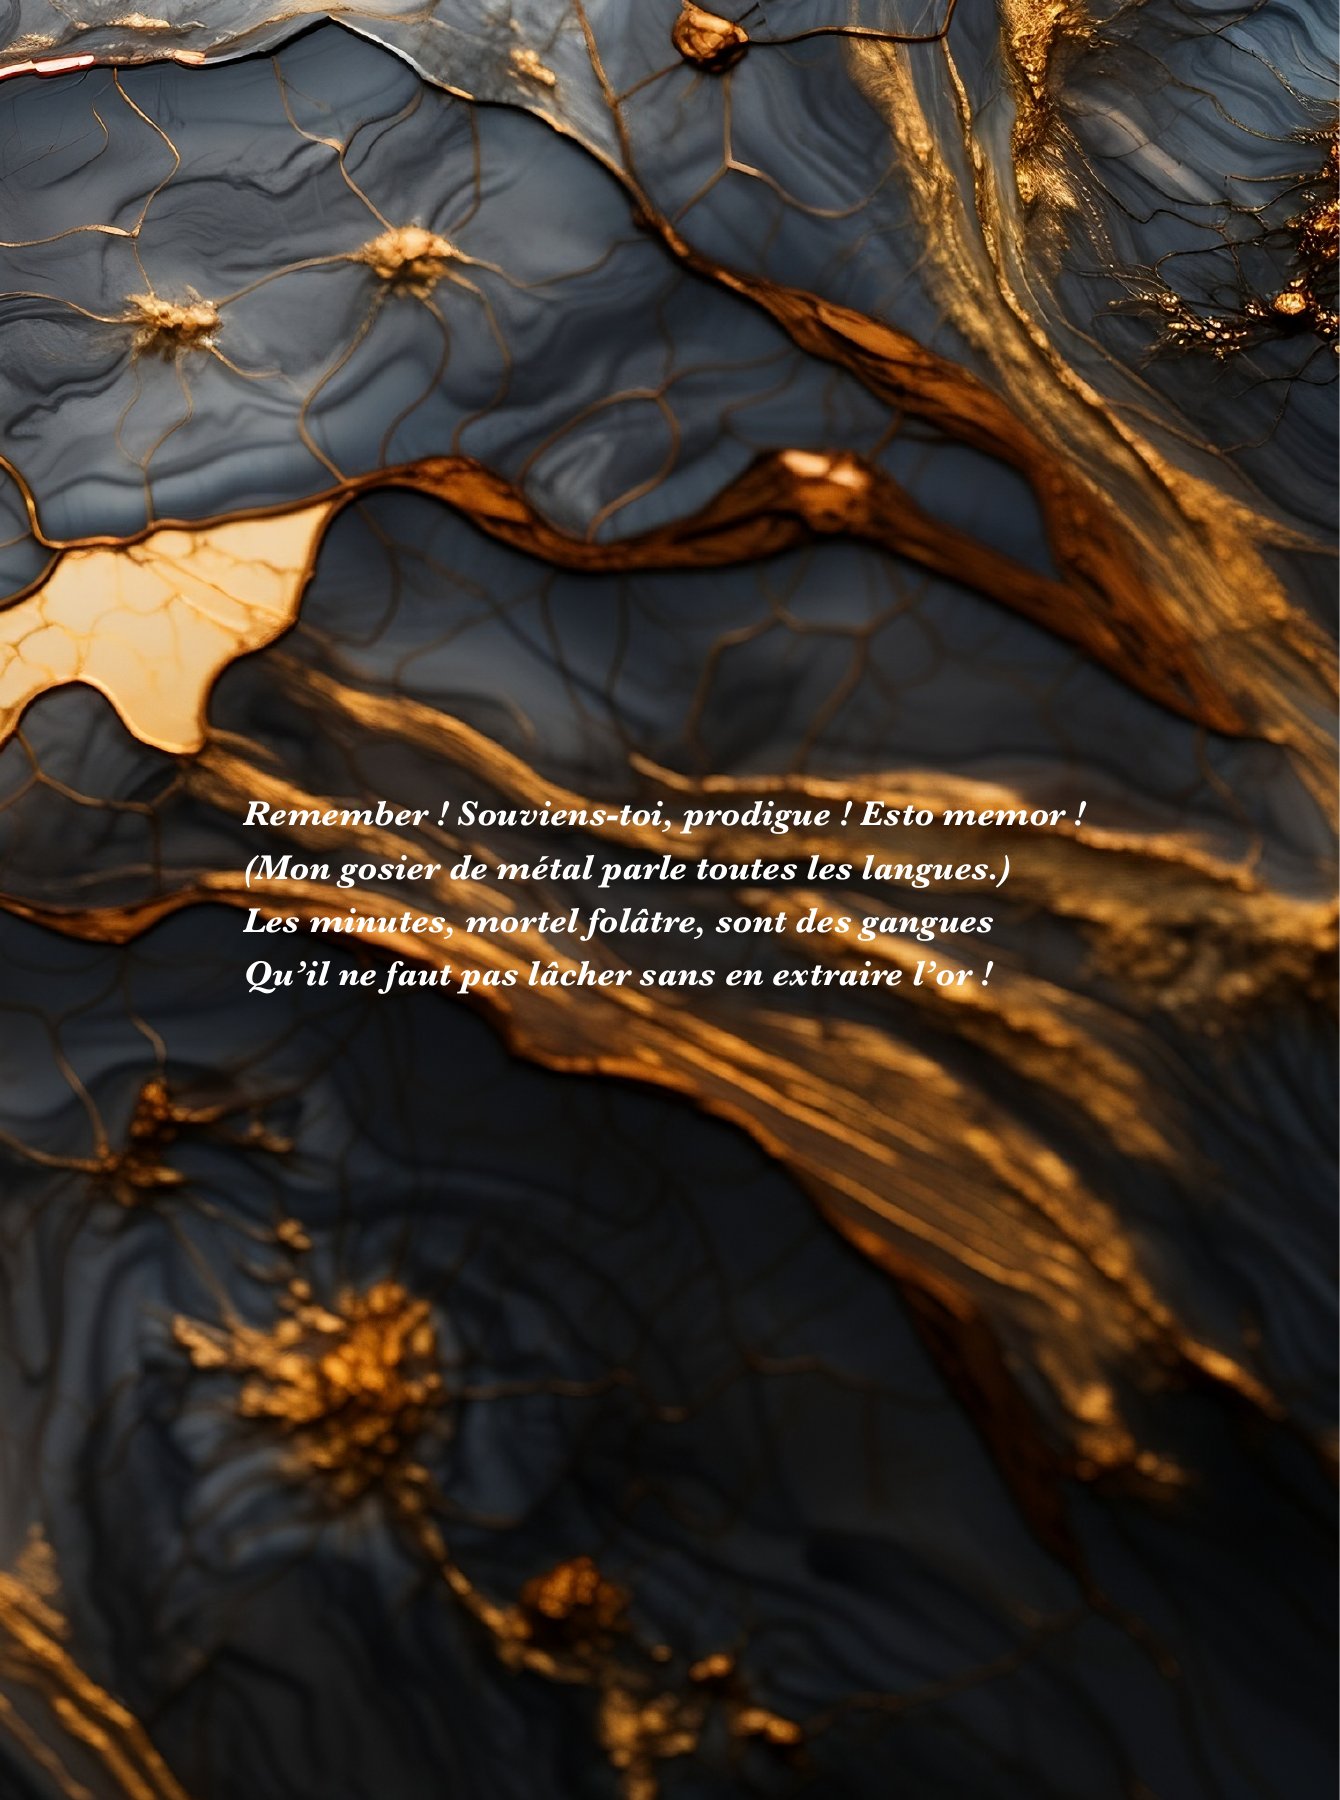 Remember ! Souviens-toi, prodigue ! Esto memor !
(Mon gosier de métal parle toutes les langues.)
Les minutes, mortel folâtre, sont des gangues
Qu’il ne faut pas lâcher sans en extraire l’or !